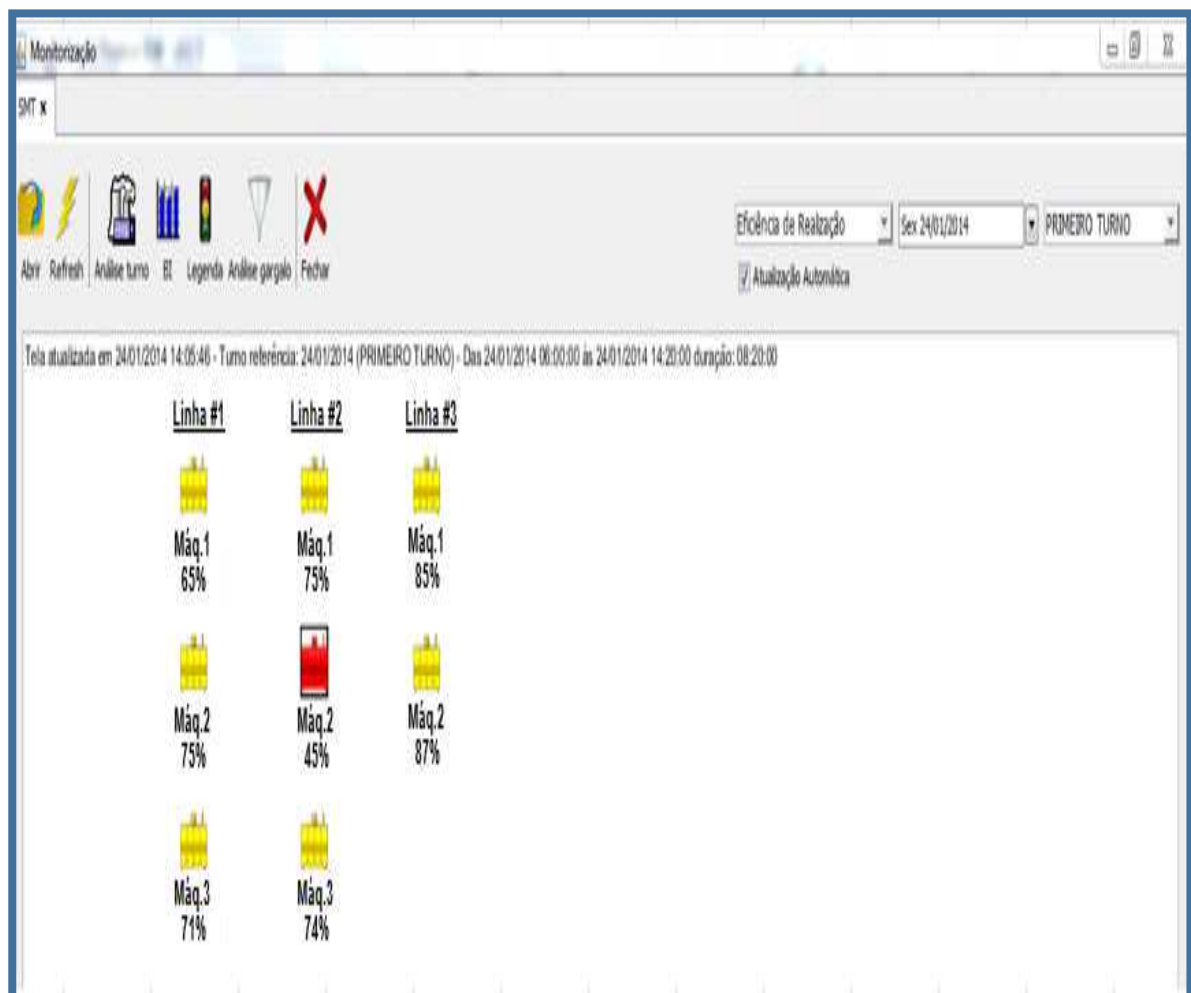 Monitorização
SMT x
Abrir Refresh Análise turno BI Legenda Análise gargalo Fechar
Eficiência de Realização Sex 24/01/2014 PRIMEIRO TURNO
Atualização Automática
Tela atualizada em 24/01/2014 14:05:46 - Turno referência: 24/01/2014 (PRIMEIRO TURNO) - Das 24/01/2014 06:00:00 às 24/01/2014 14:20:00 duração: 08:20:00
Linha #1 Linha #2 Linha #3
Máq.1 Máq.1 Máq.1
65% 75% 85%
Máq.2 Máq.2 Máq.2
75% 45% 87%
Máq.3 Máq.3
71% 74%